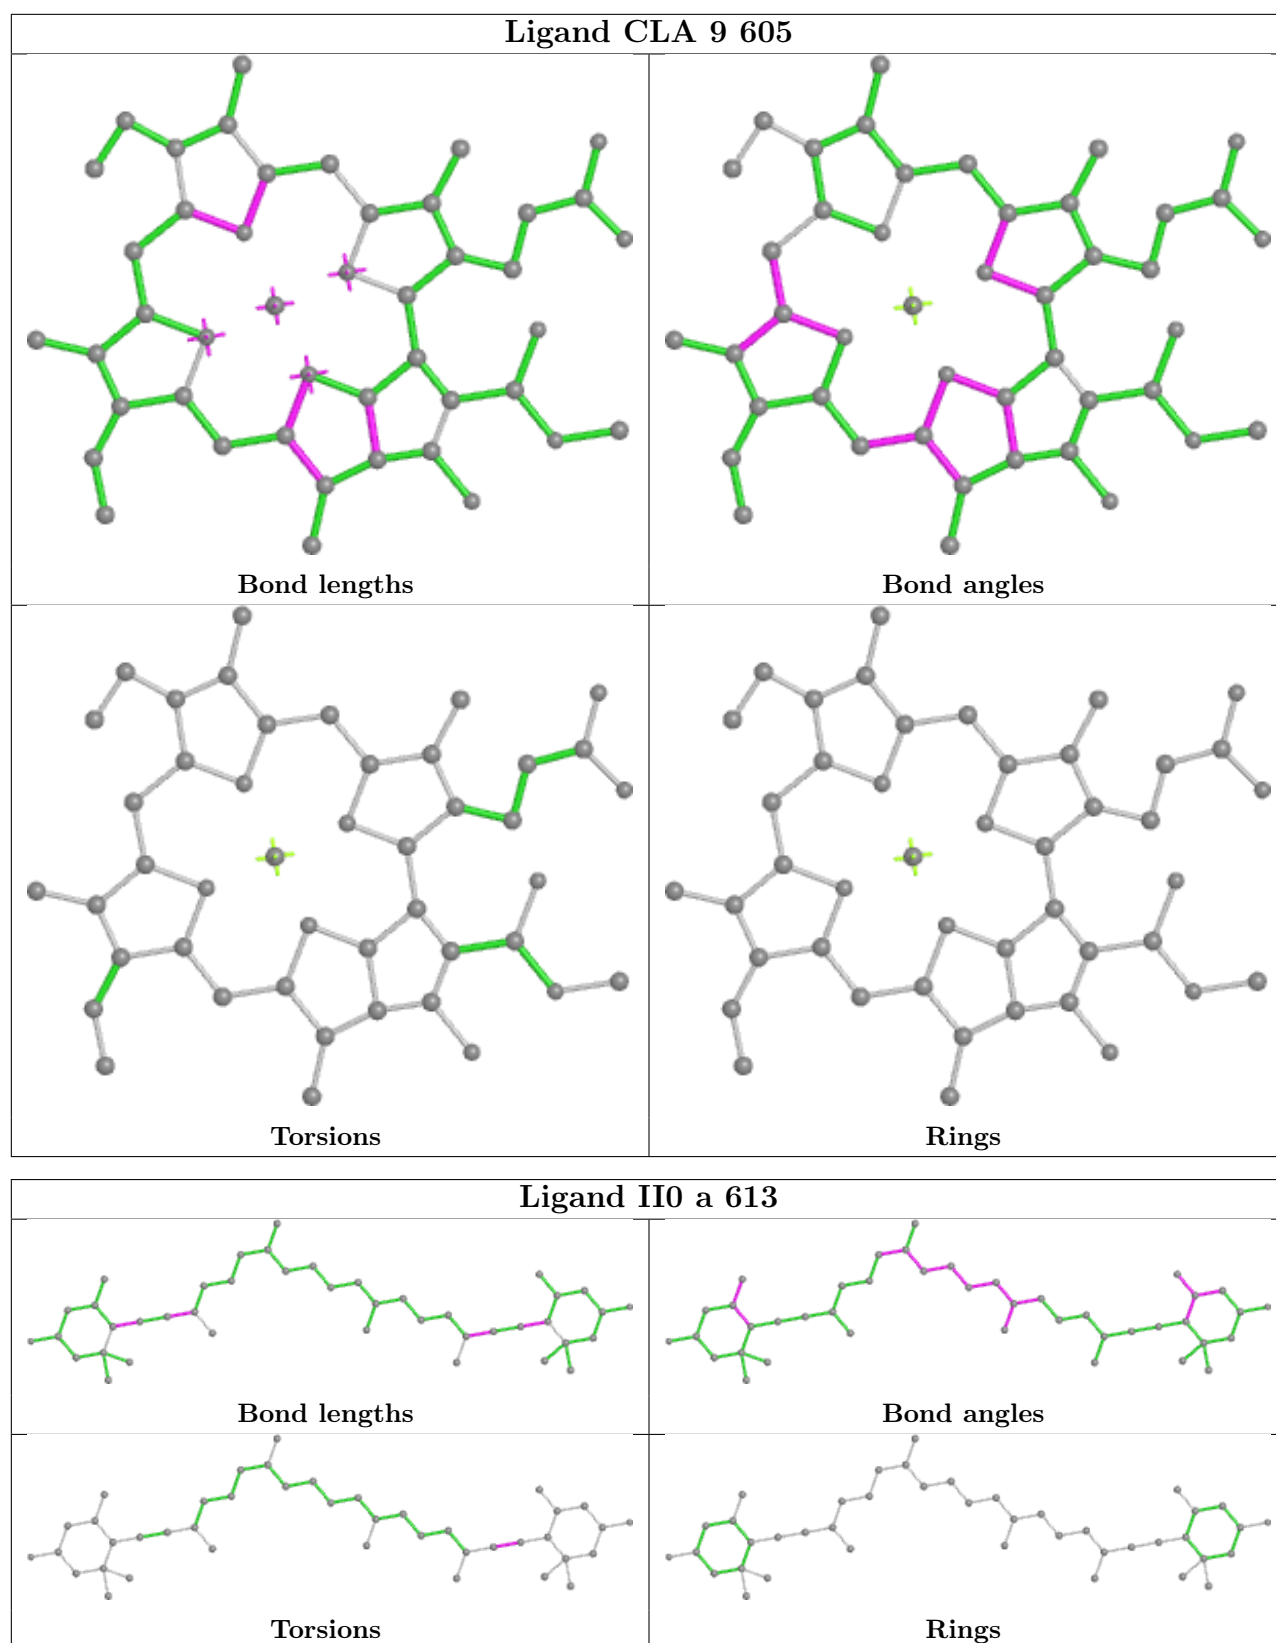 Ligand CLA 9 605
Bond lengths
Bond angles
Torsions
Rings
Ligand II0 a 613
Bond lengths
Bond angles
Torsions
Rings